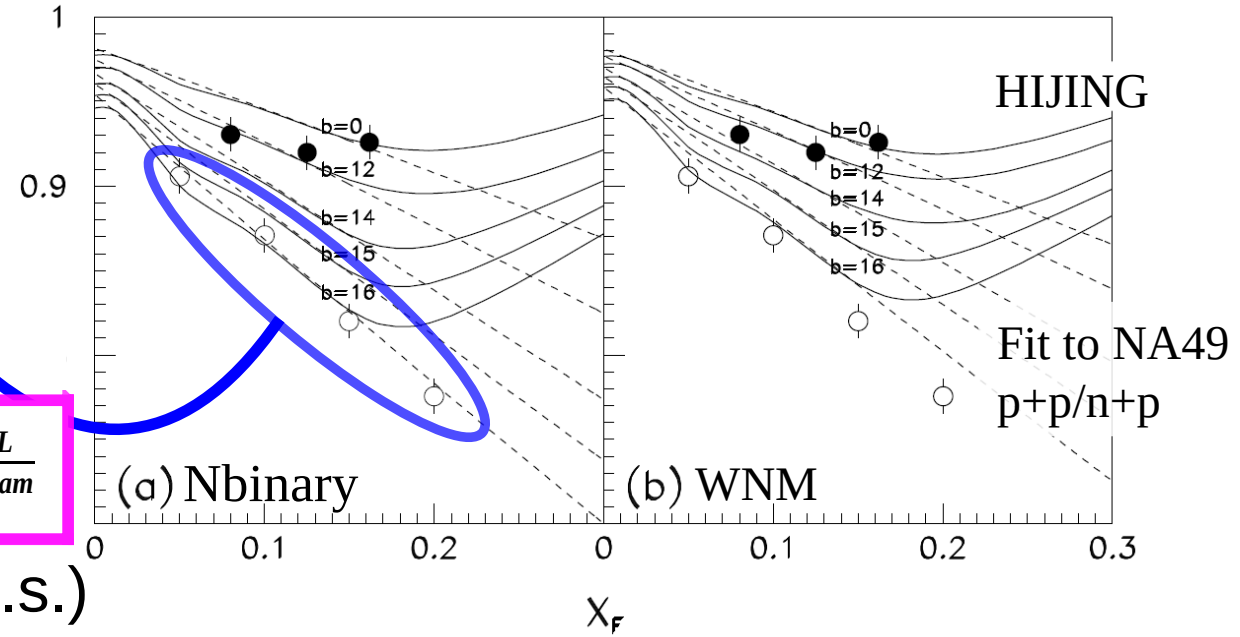 1
0.9
b=0
b=12
b=14
b=15
b=16
(a) Nbinary
b=0
b=12
b=14
b=15
b=16
(b) WNM
HIJING
Fit to NA49
p+p/n+p
L
am
0 0.1 0.2 0 0.1 0.2 0.3
.s.)
X_F